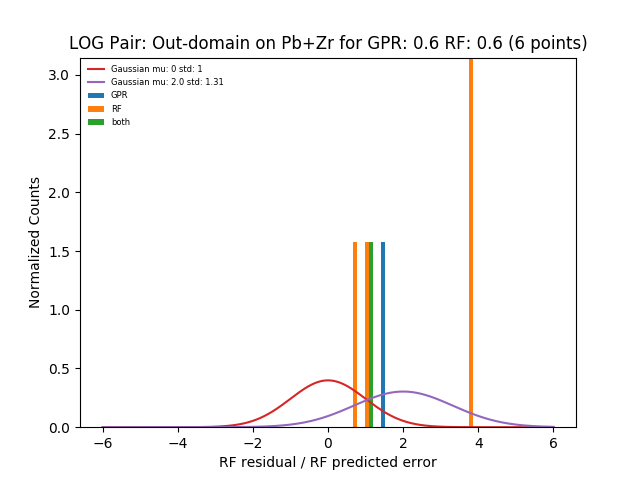 LOG Pair: Out-domain on Pb+Zr for GPR: 0.6 RF: 0.6 (6 points)
Gaussian mu: 0 std: 1
Gaussian mu: 2.0 std: 1.31
GPR
RF
both
3.0
2.5
2.0
1.5
1.0
0.5
0.0
Normalized Counts
−6 −4 −2 0 2 4 6
RF residual / RF predicted error